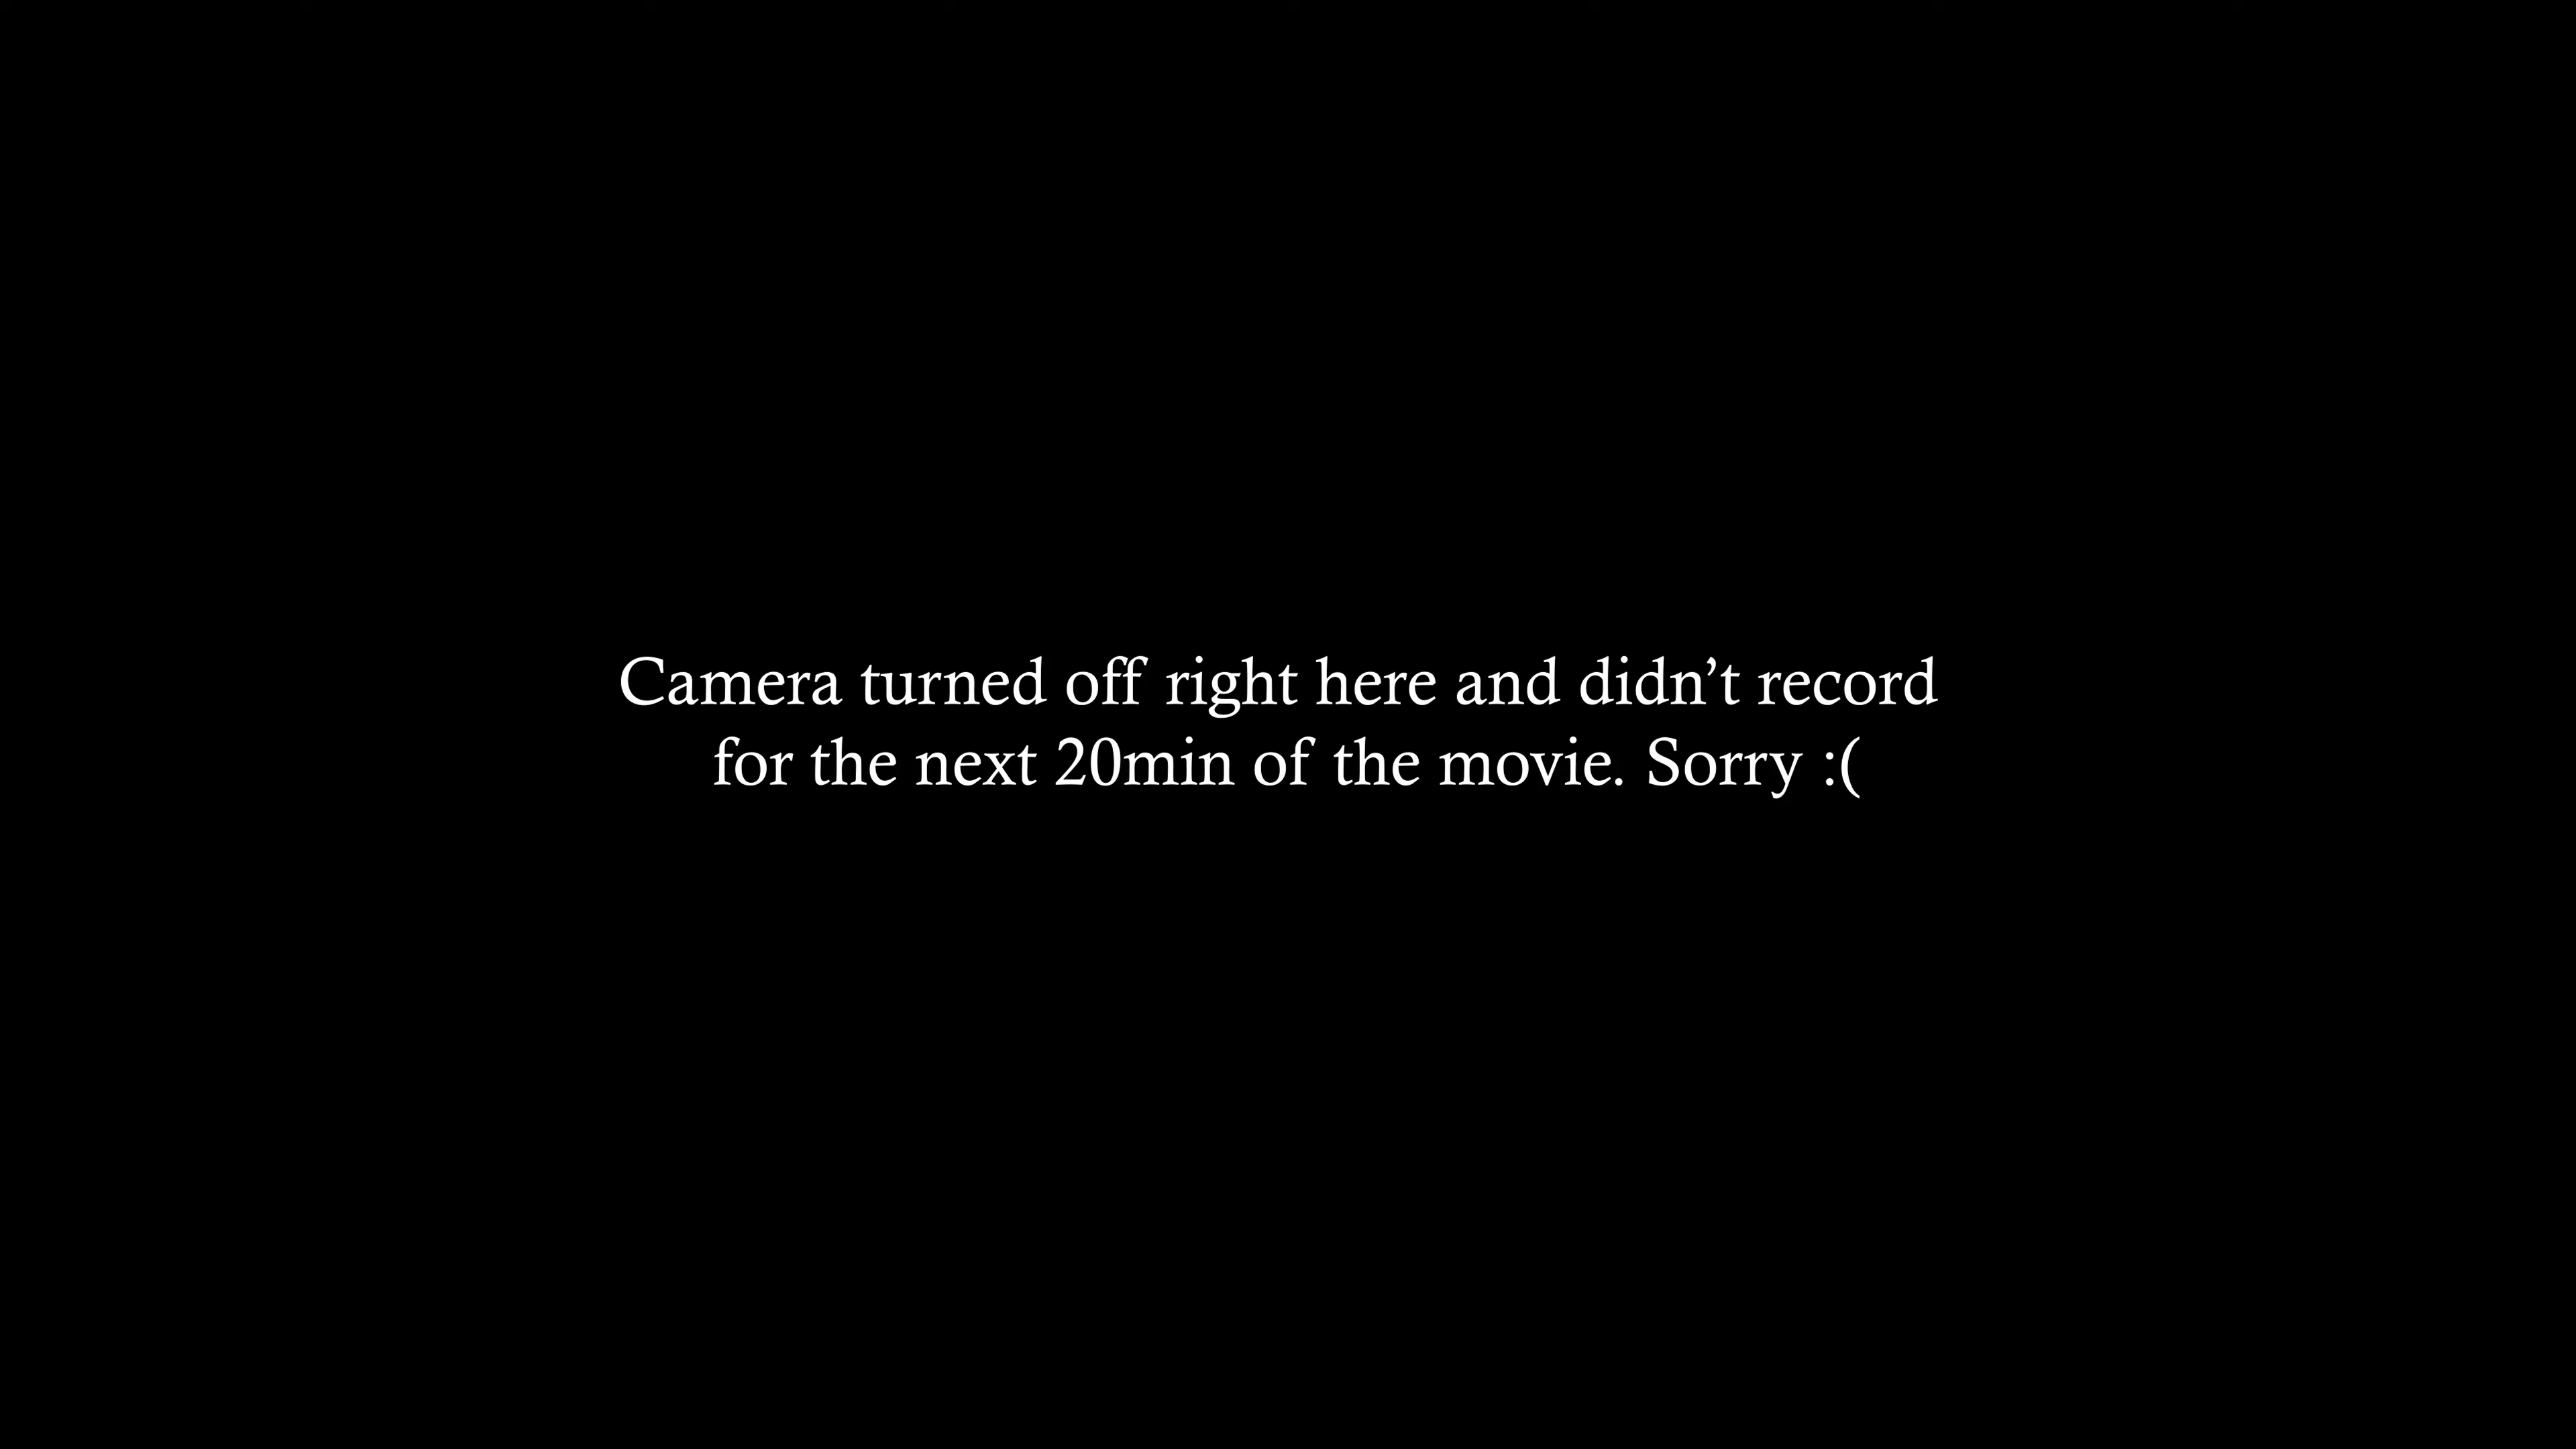 Camera turned off right here and didn’t record
for the next 20min of the movie. Sorry :(